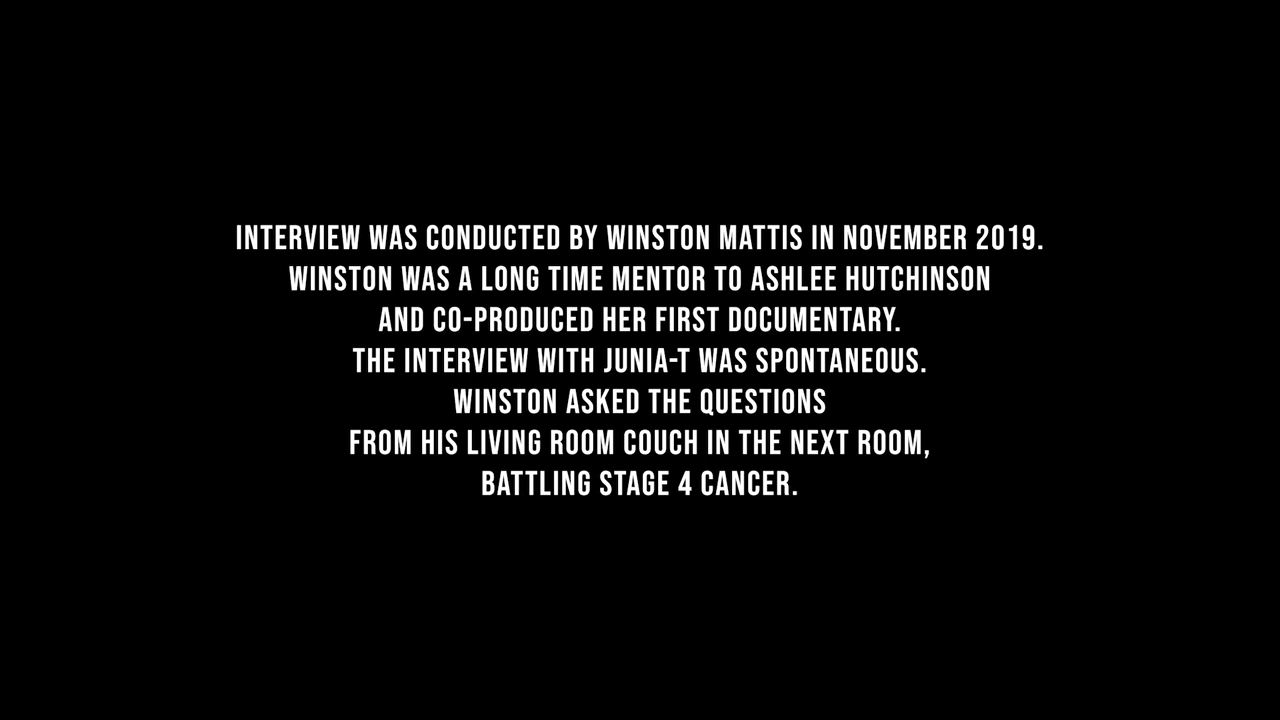 INTERVIEW WAS CONDUCTED BY WINSTON MATTIS IN NOVEMBER 2019.
WINSTON WAS A LONG TIME MENTOR TO ASHLEE HUTCHINSON
AND CO-PRODUCED HER FIRST DOCUMENTARY.
THE INTERVIEW WITH JUNIA-T WAS SPONTANEOUS.
WINSTON ASKED THE QUESTIONS
FROM HIS LIVING ROOM COUCH IN THE NEXT ROOM,
BATTLING STAGE 4 CANCER.